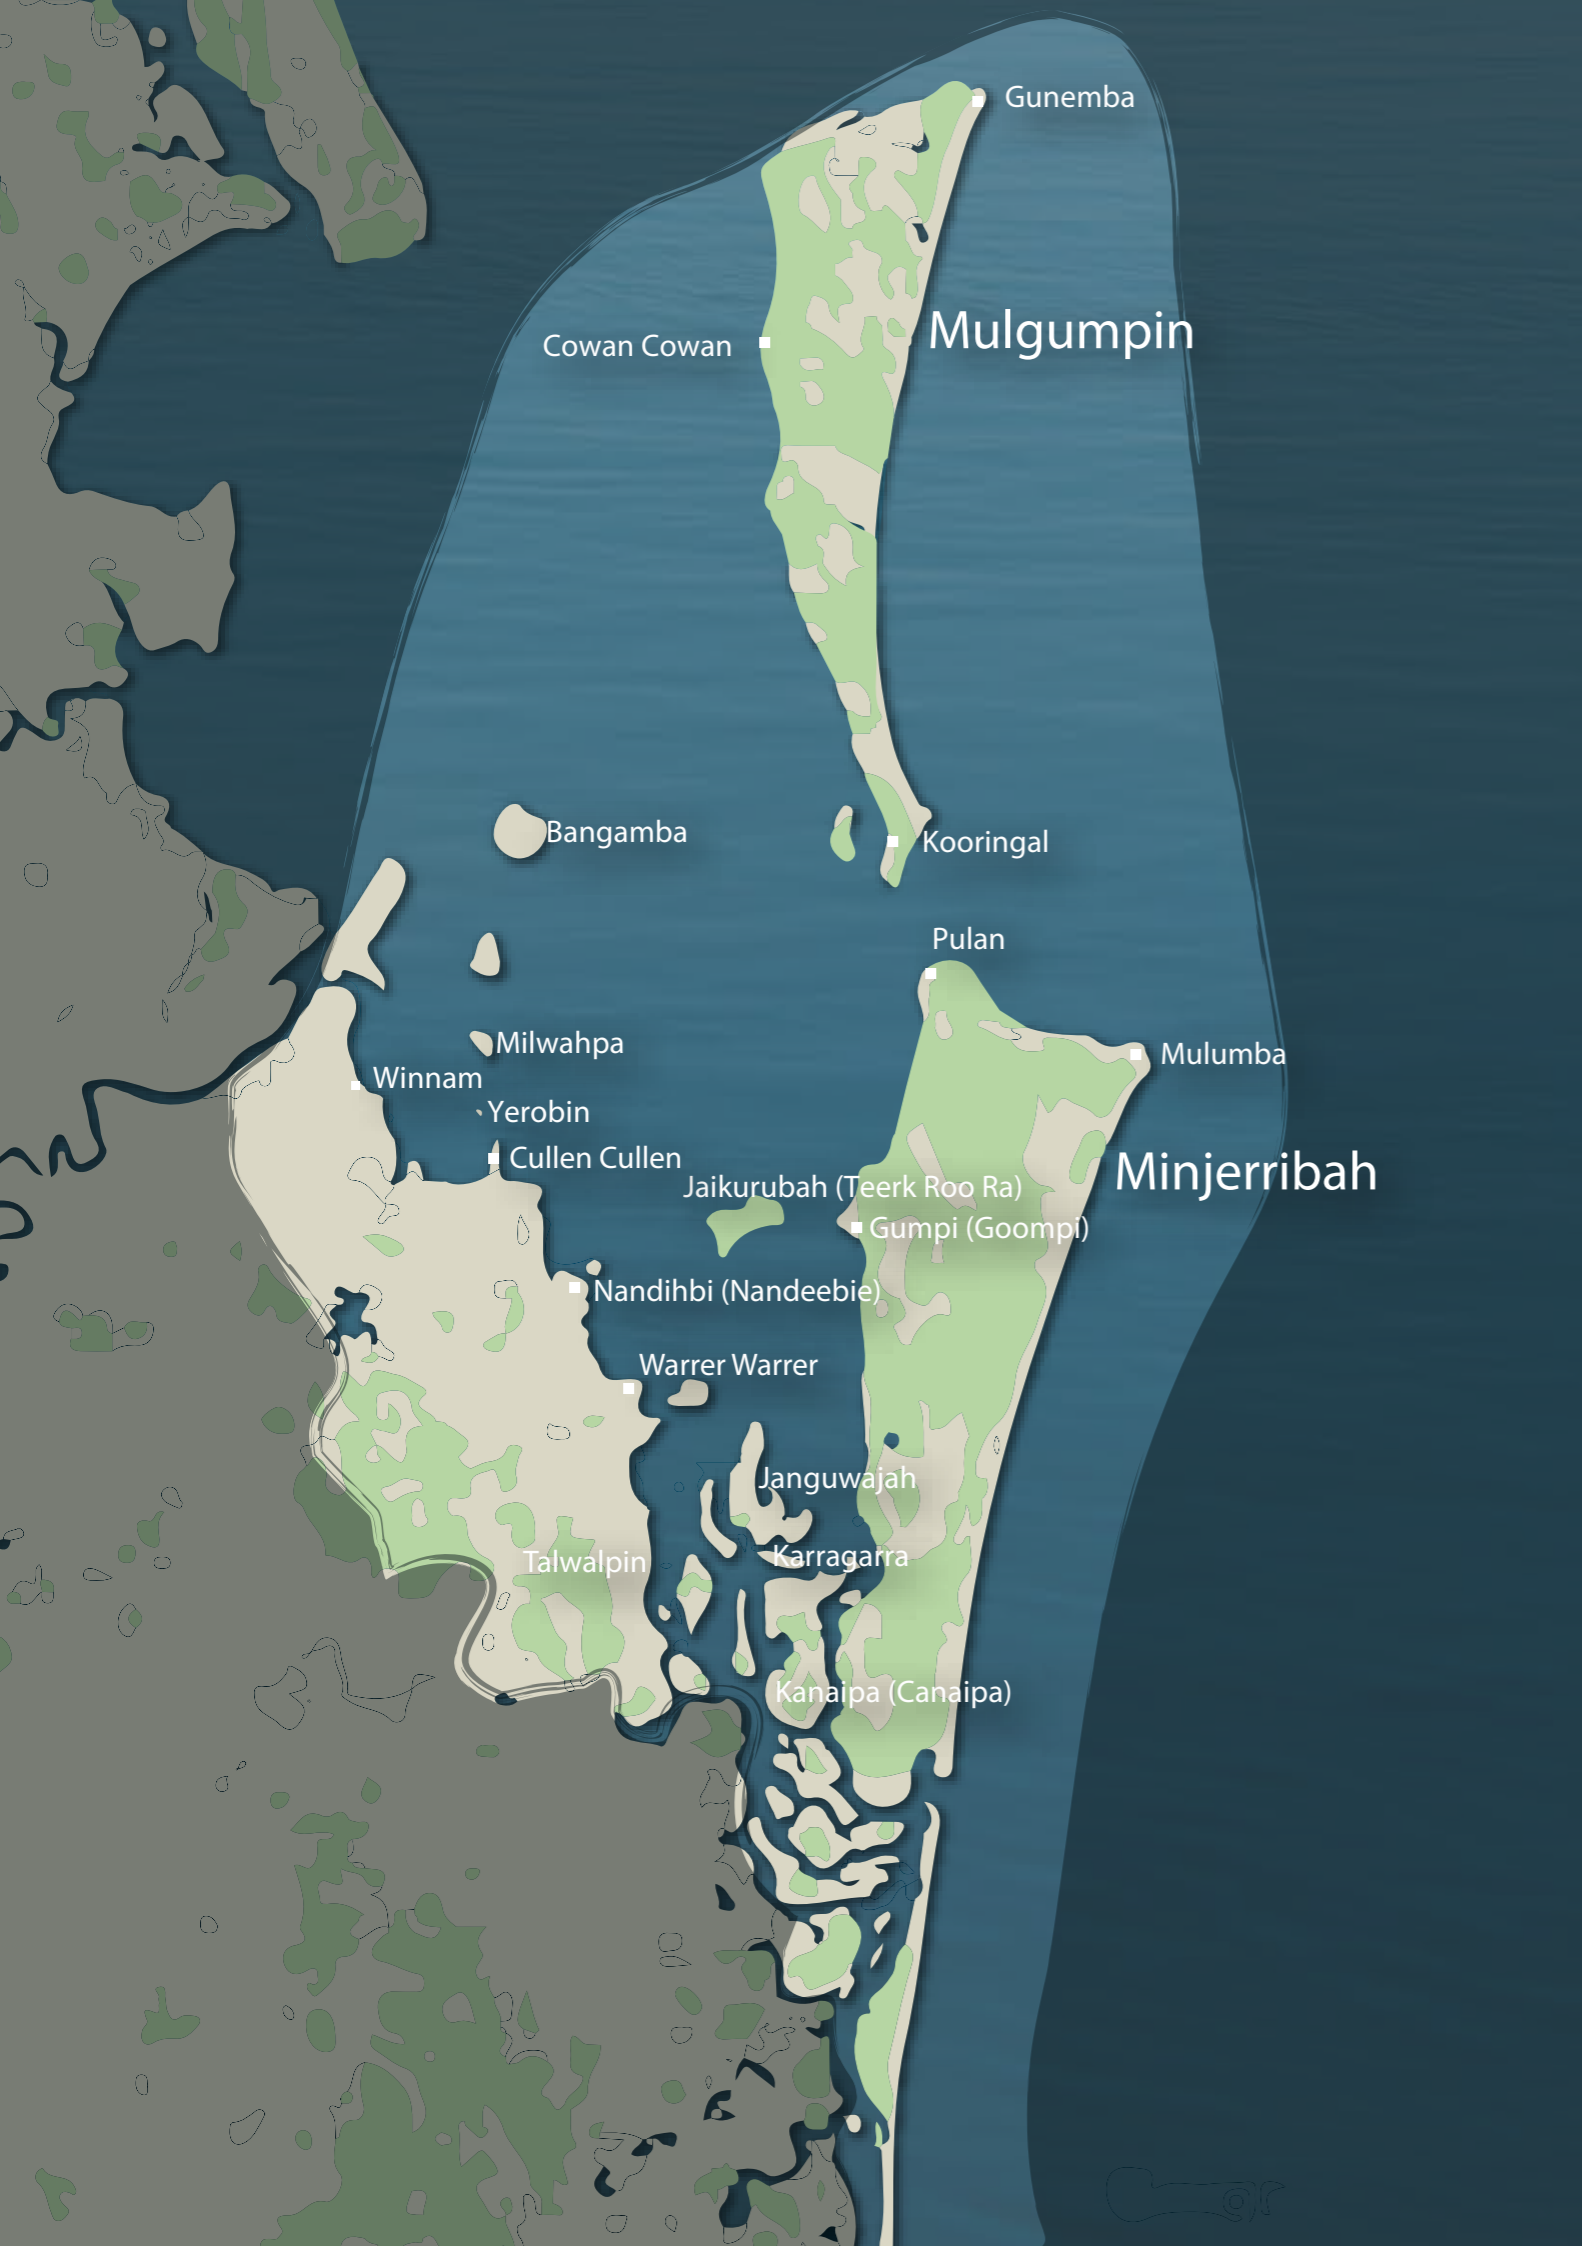 Gunemba
Mulgumpin
Cowan Cowan
Bangamba
Kooringal
Pulan
Milwahpa
Mulumba
Winnam
Yerobin
Cullen Cullen
Minjerribah
Jaikurubah (Teerk Roo Ra)
Gumpi (Goompi)
Nandihbi (Nandeebie)
Warrer Warrer
Janguwajah
Karragarra
Talwalpin
Kanaipa (Canaipa)